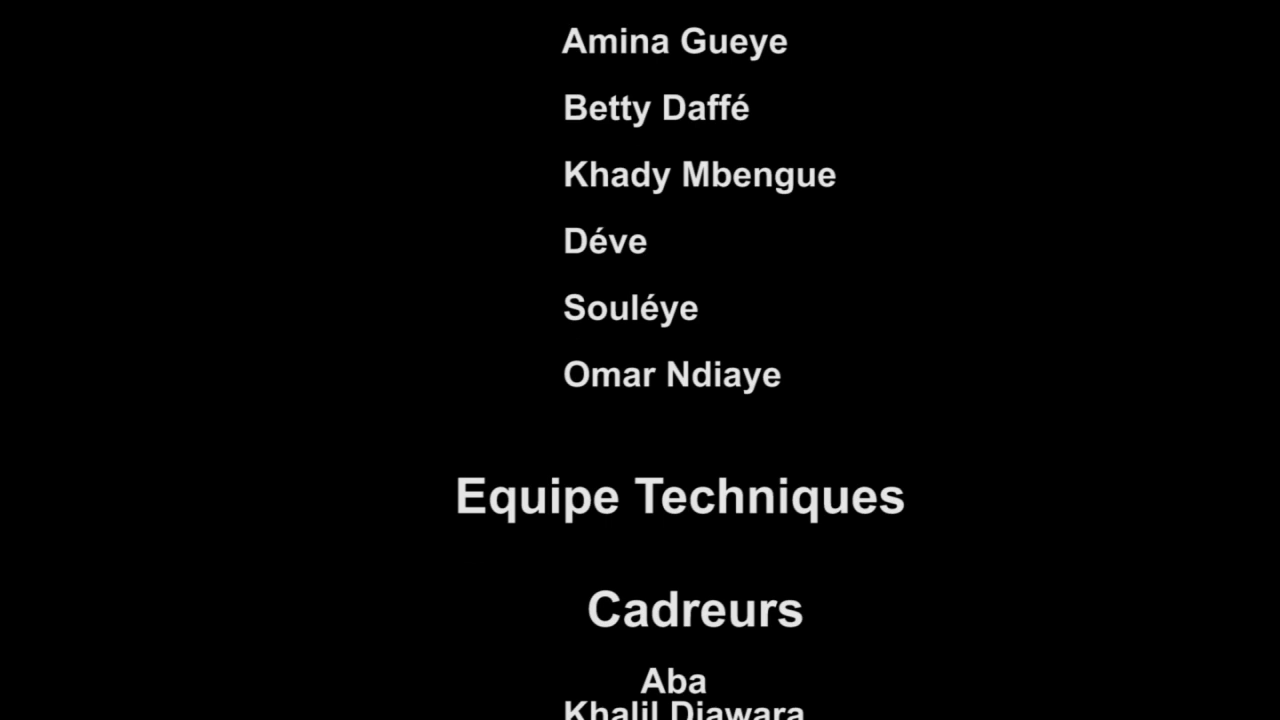 Amina Gueye
Betty Daffé
Khady Mbengue
Déve
Souléye
Omar Ndiaye
Equipe Techniques
Cadreurs
Aba
Khalil Diawara